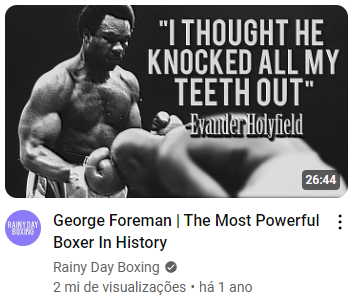 "I THOUGHT HE
KNOCKED ALL MY
TEETH OUT"
Evander Holyfield
26:44
RAINY DAY
BOXING
George Foreman | The Most Powerful
Boxer In History
Rainy Day Boxing
2 mi de visualizações • há 1 ano